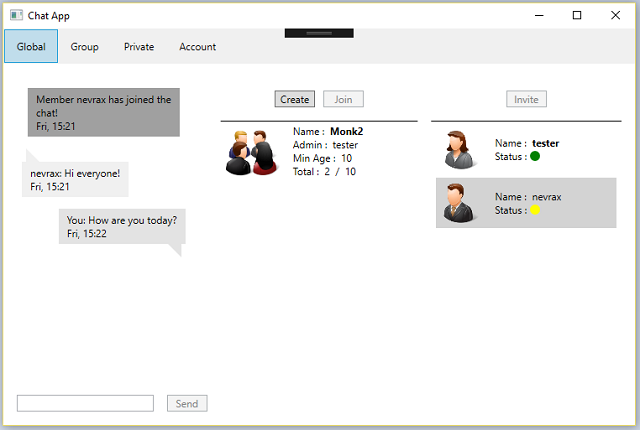 Chat App
Global Group Private Account
Member nevrax has joined the
chat!
Fri, 15:21
nevrax: Hi everyone!
Fri, 15:21
You: How are you today?
Fri, 15:22
Send
Create Join
Name : Monk2
Admin : tester
Min Age : 10
Total : 2 / 10
Invite
Name : tester
Status :
Name : nevrax
Status :